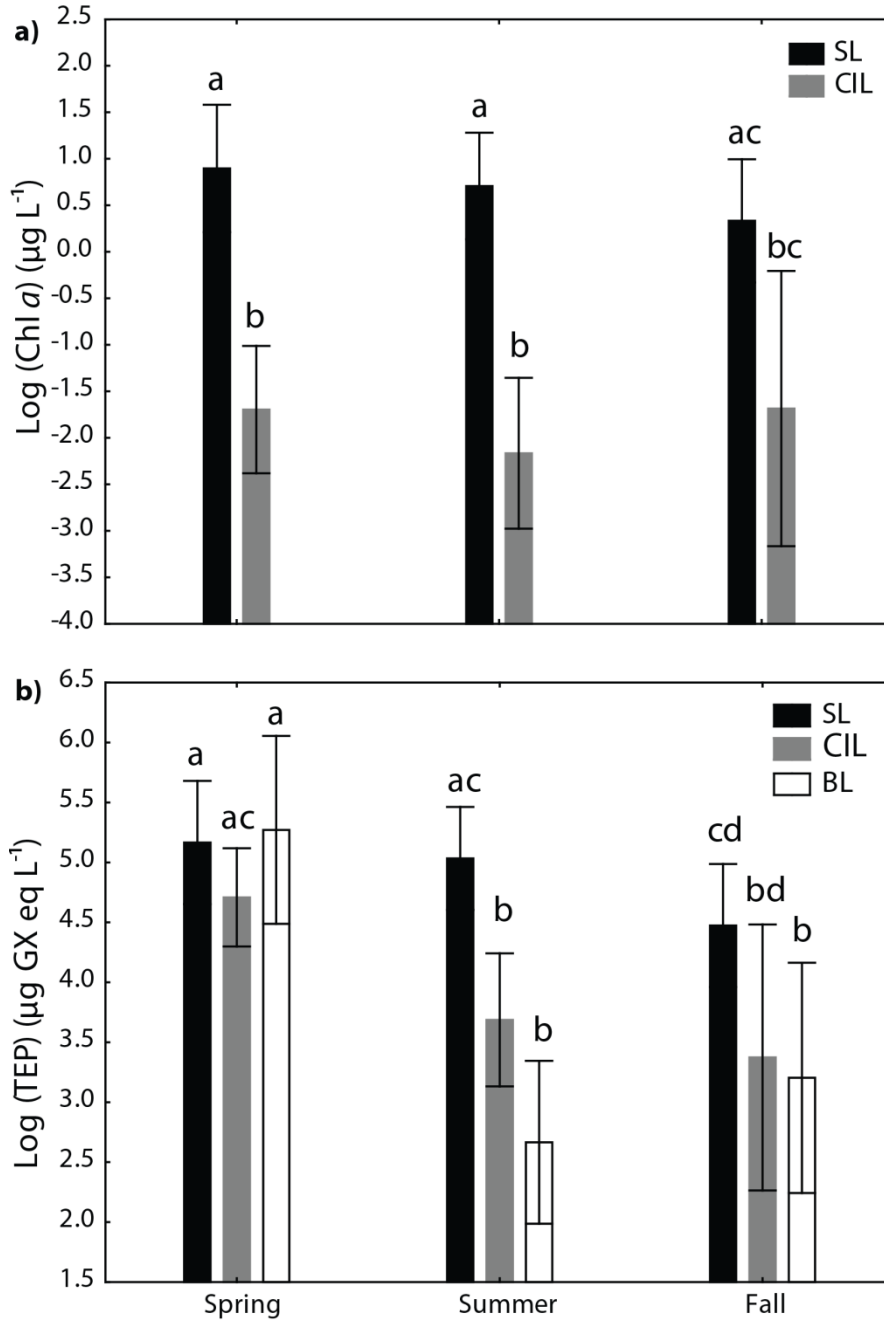 a)
Log (Chl a) (µg L⁻¹)
2.5
2.0
1.5
1.0
0.5
0.0
-0.5
-1.0
-1.5
-2.0
-2.5
-3.0
-3.5
-4.0
SL
CIL
a
b
a
b
ac
bc
b)
Log (TEP) (µg GX eq L⁻¹)
6.5
6.0
5.5
5.0
4.5
4.0
3.5
3.0
2.5
2.0
1.5
SL
CIL
BL
a
ac
a
ac
b
b
cd
bd
b
Spring Summer Fall